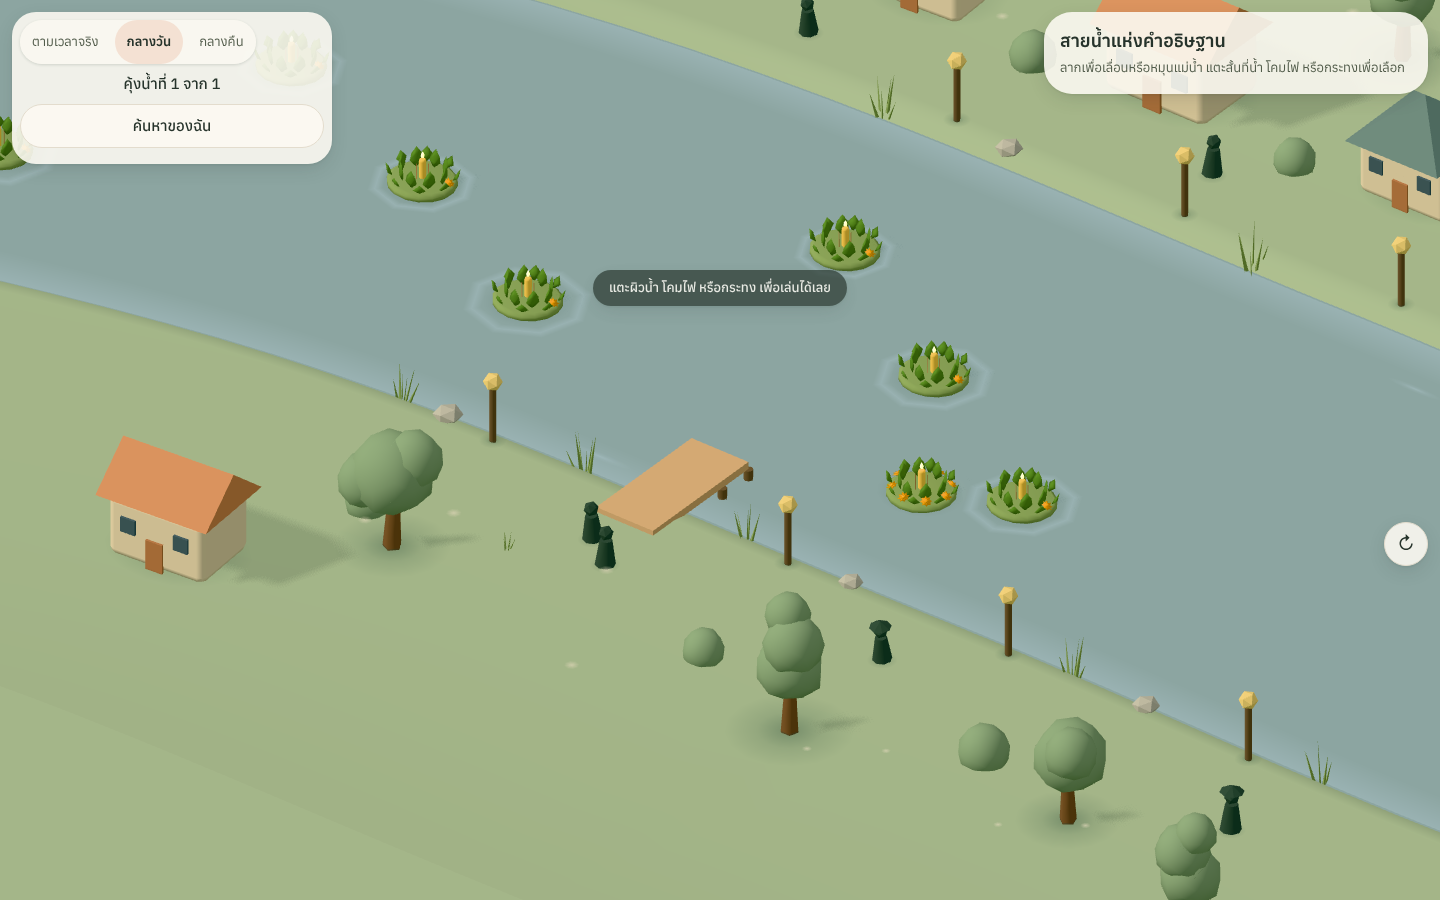 ตามเวลาจริง กลางวัน กลางคืน
คุ้งน้ำที่ 1 จาก 1
ค้นหาของฉัน
สายน้ำแห่งคำอธิษฐาน
ลากเพื่อเลื่อนหรือหมุนแม่น้ำ แตะสั้นที่น้ำ โคมไฟ หรือกระทงเพื่อเลือก
แตะผิวน้ำ โคมไฟ หรือกระทง เพื่อเล่นได้เลย